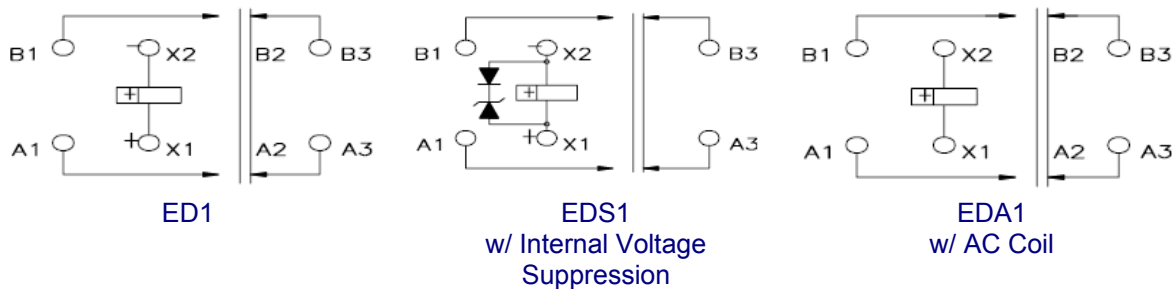 B1 − X2 B2 B3
+
A1 + X1 A2 A3
ED1
B1 − X2 B3
+
A1 + X1 A3
EDS1
w/ Internal Voltage
Suppression
B1 X2 B2 B3
+
A1 X1 A2 A3
EDA1
w/ AC Coil